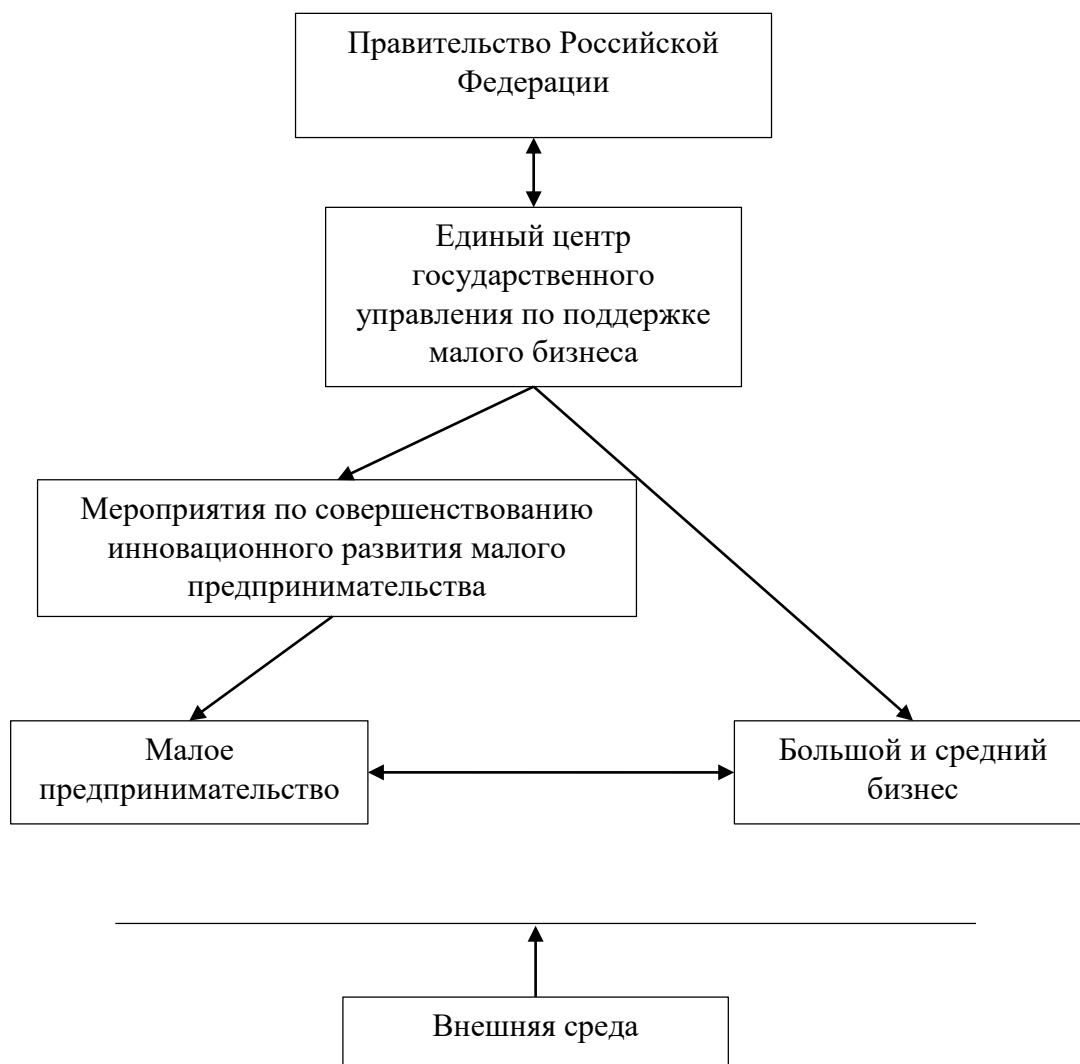 Правительство Российской
Федерации
Единый центр
государственного
управления по поддержке
малого бизнеса
Мероприятия по совершенствованию
инновационного развития малого
предпринимательства
Малое
предпринимательство
Большой и средний
бизнес
Внешняя среда